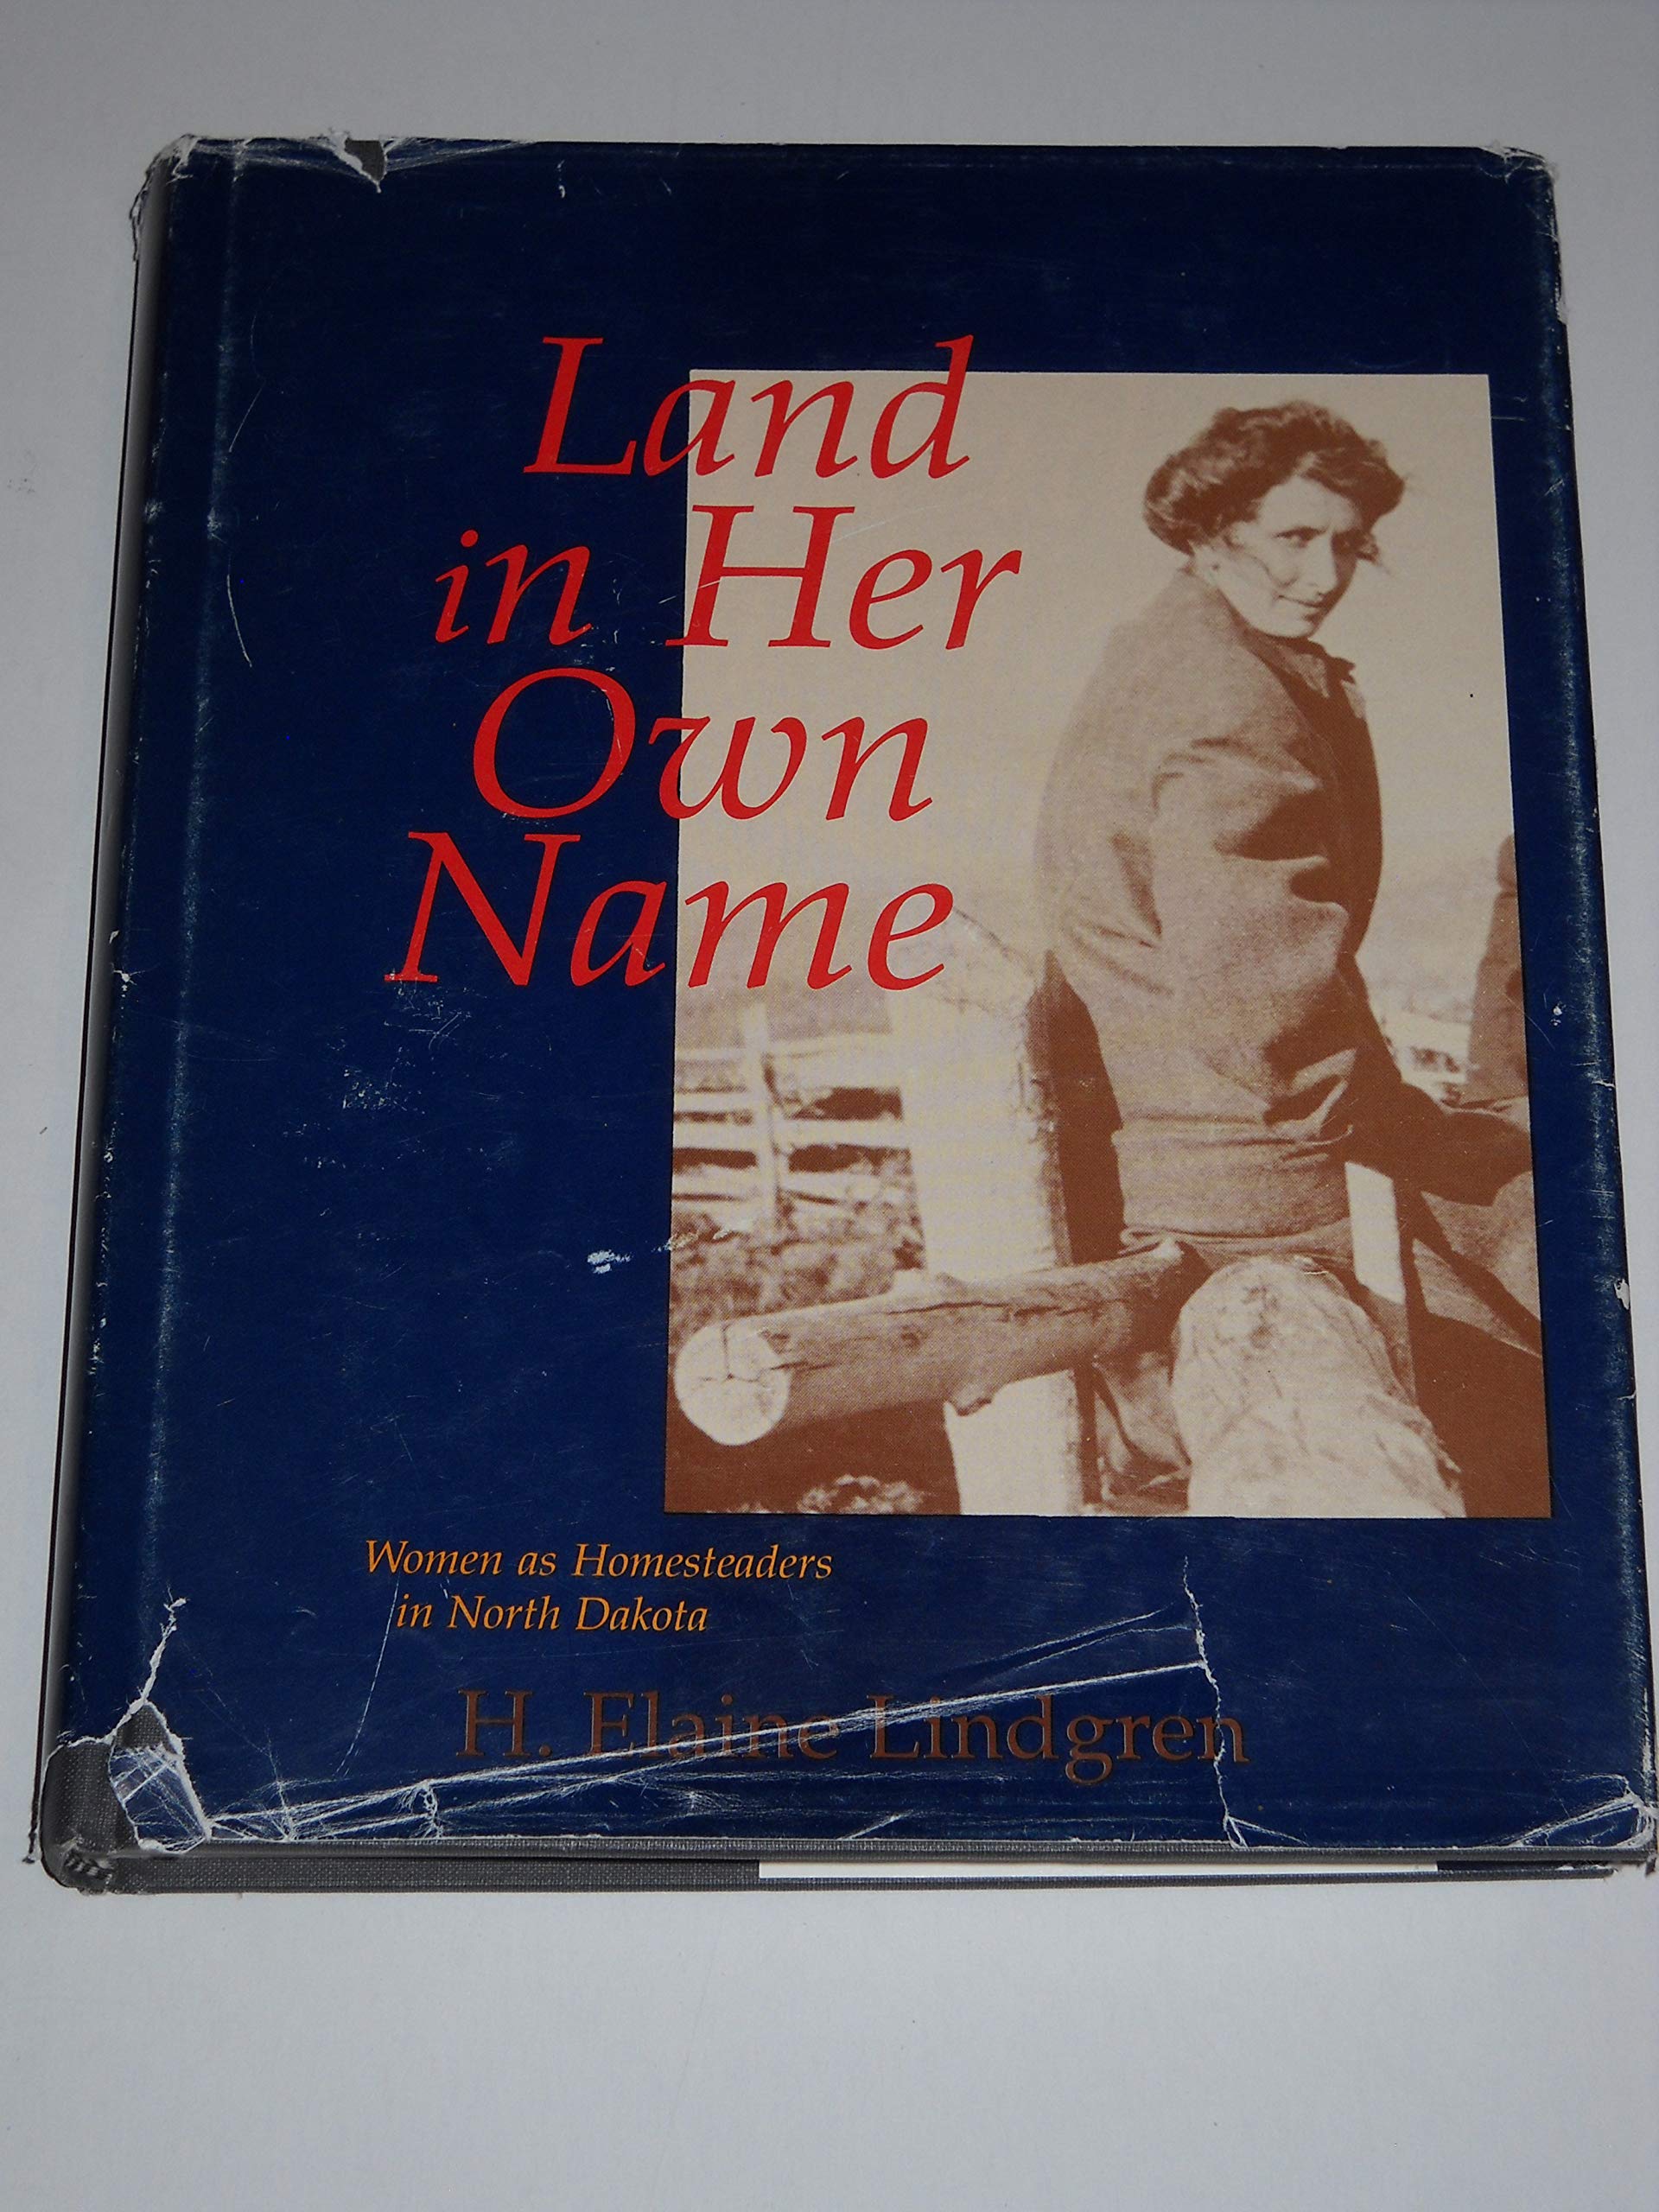 Land
in Her
Own
Name
Women as Homesteaders
in North Dakota
H. Elaine Lindgren